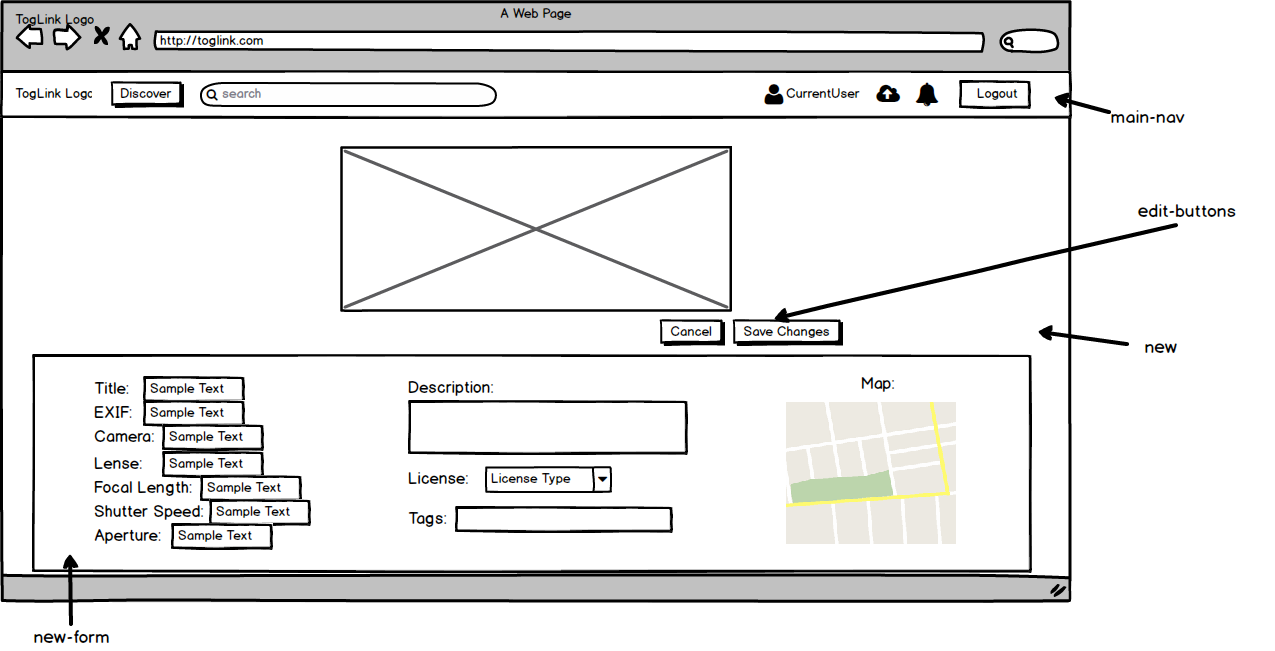 A Web Page
TogLink Logo
http://toglink.com
TogLink Logo
Discover
search
CurrentUser
Logout
main-nav
edit-buttons
Cancel
Save Changes
new
Title: Sample Text
EXIF: Sample Text
Camera: Sample Text
Lense: Sample Text
Focal Length: Sample Text
Shutter Speed: Sample Text
Aperture: Sample Text
Description:
License: License Type
Tags:
Map:
new-form